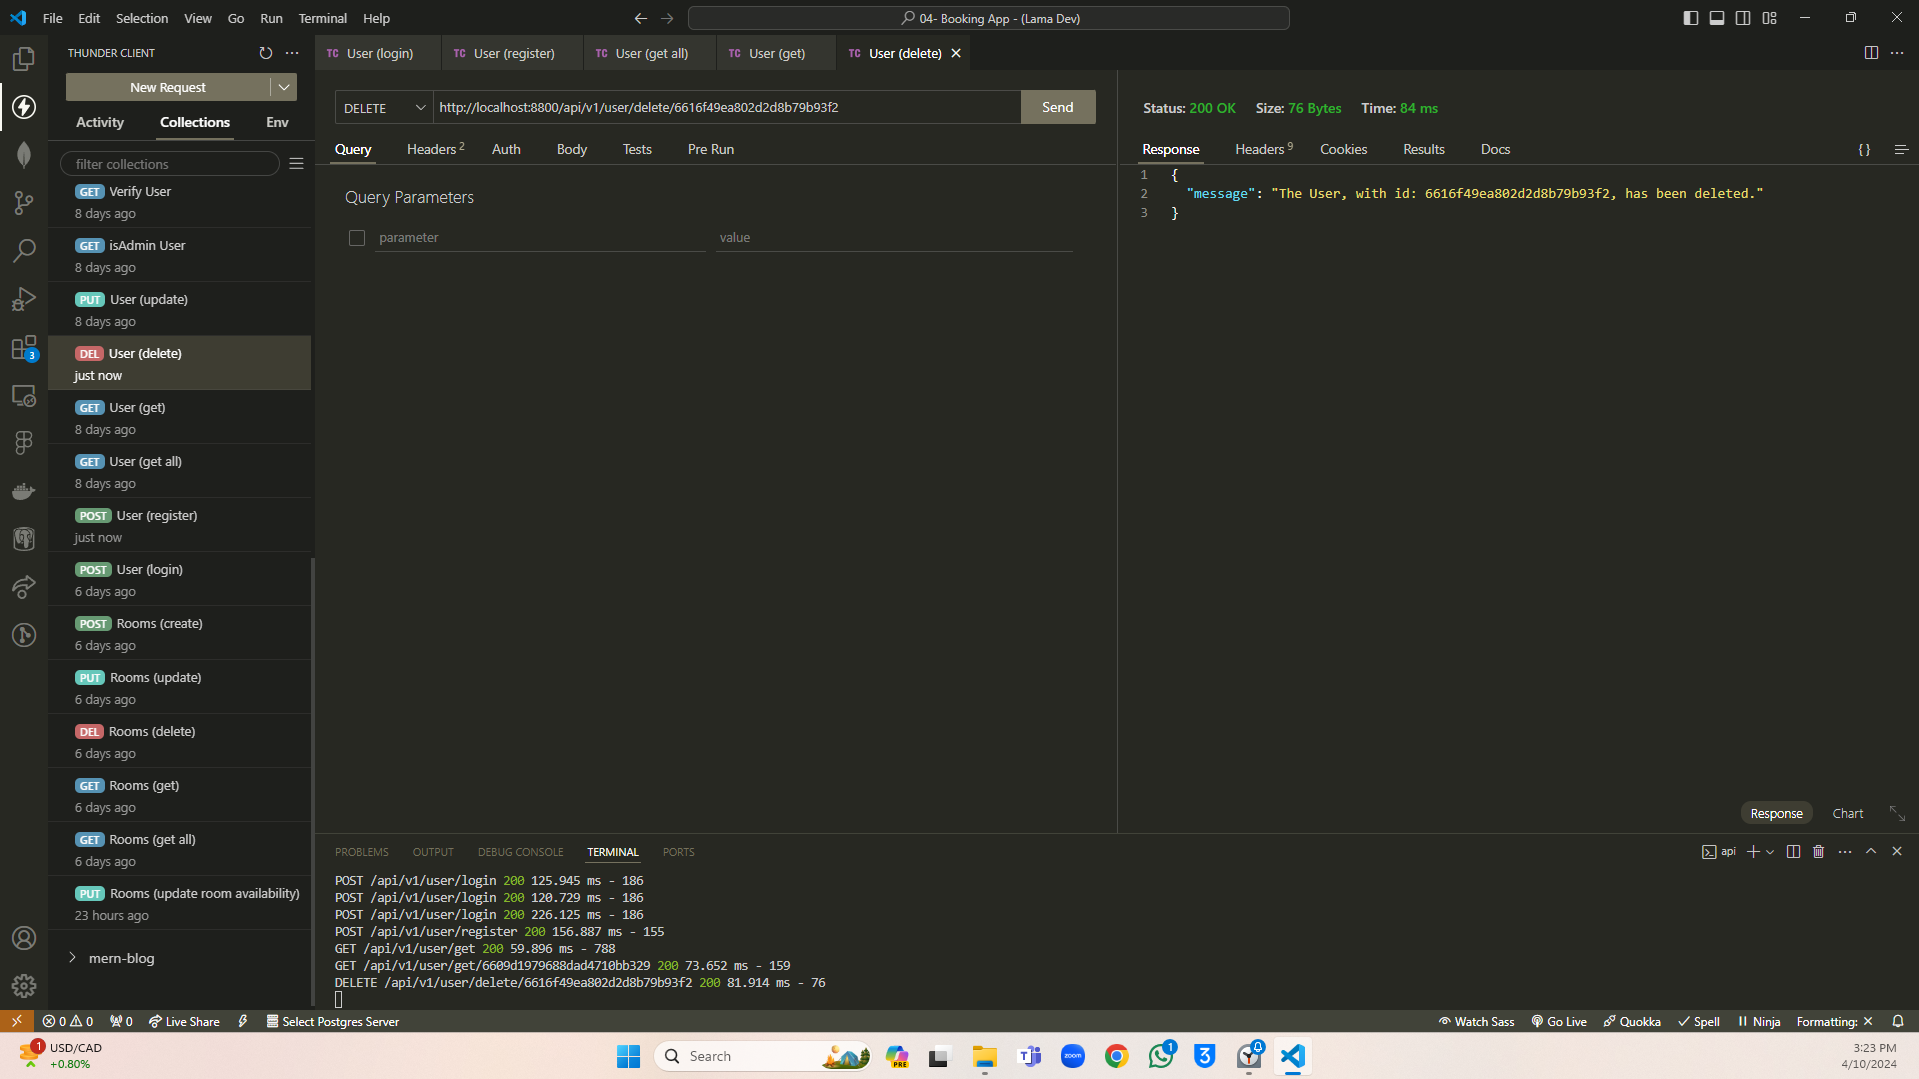 File Edit Selection View Go Run Terminal Help
04- Booking App - (Lama Dev)
THUNDER CLIENT
New Request
Activity Collections Env
filter collections
GET Verify User
8 days ago
GET isAdmin User
8 days ago
PUT User (update)
8 days ago
DEL User (delete)
just now
GET User (get)
8 days ago
GET User (get all)
8 days ago
POST User (register)
just now
POST User (login)
6 days ago
POST Rooms (create)
6 days ago
PUT Rooms (update)
6 days ago
DEL Rooms (delete)
6 days ago
GET Rooms (get)
6 days ago
GET Rooms (get all)
6 days ago
PUT Rooms (update room availability)
23 hours ago
mern-blog
3
TC User (login) TC User (register) TC User (get all) TC User (get) TC User (delete)
DELETE http://localhost:8800/api/v1/user/delete/6616f49ea802d2d8b79b93f2 Send
Query Headers 2 Auth Body Tests Pre Run
Query Parameters
parameter value
Status: 200 OK Size: 76 Bytes Time: 84 ms
Response Headers 9 Cookies Results Docs { }
1 {
2 "message": "The User, with id: 6616f49ea802d2d8b79b93f2, has been deleted."
3 }
Response Chart
PROBLEMS OUTPUT DEBUG CONSOLE TERMINAL PORTS
api
POST /api/v1/user/login 200 125.945 ms - 186
POST /api/v1/user/login 200 120.729 ms - 186
POST /api/v1/user/login 200 226.125 ms - 186
POST /api/v1/user/register 200 156.887 ms - 155
GET /api/v1/user/get 200 59.896 ms - 788
GET /api/v1/user/get/6609d1979688dad4710bb329 200 73.652 ms - 159
DELETE /api/v1/user/delete/6616f49ea802d2d8b79b93f2 200 81.914 ms - 76
0 0 0 Live Share Select Postgres Server Watch Sass Go Live Quokka Spell Ninja Formatting:
1 USD/CAD
+0.80%
Search
PRE
zoom
1
3
3:23 PM
4/10/2024